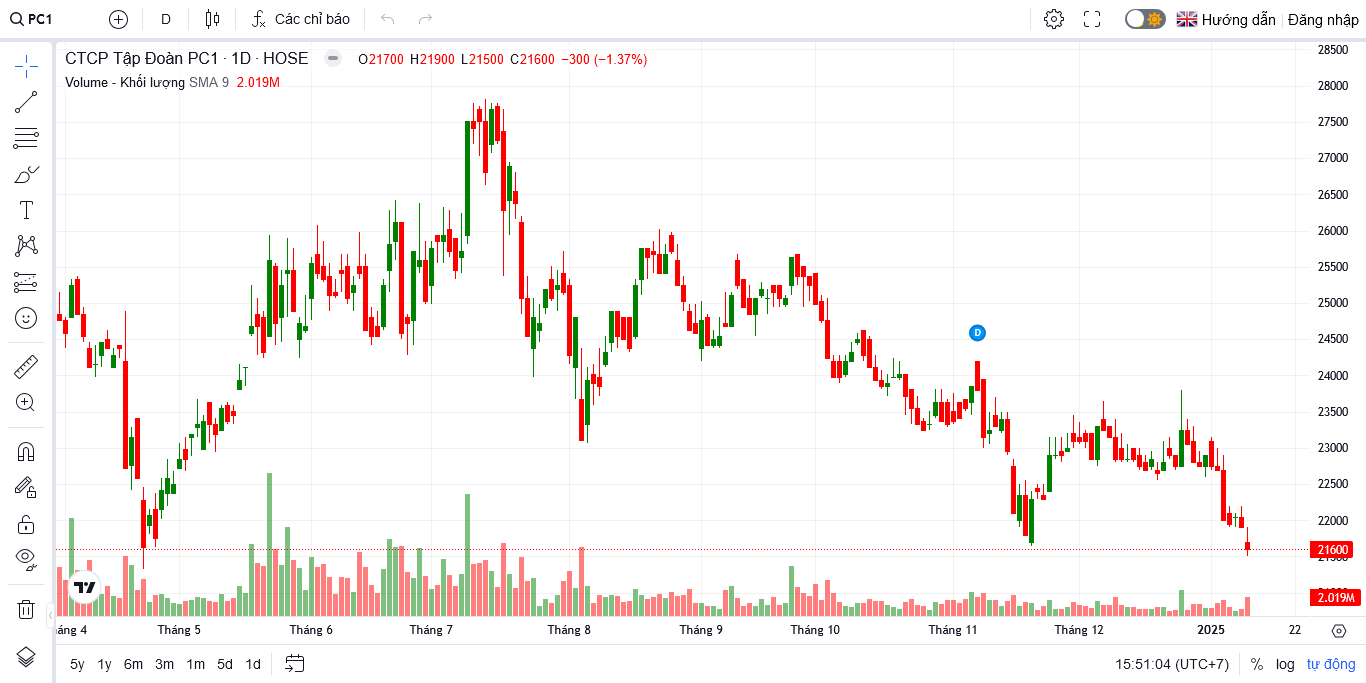 PC1 D Các chỉ báo Hướng dẫn Đăng nhập
CTCP Tập Đoàn PC1 · 1D · HOSE O21700 H21900 L21500 C21600 −300 (−1.37%)
Volume - Khối lượng SMA 9 2.019M
28500
28000
27500
27000
26500
26000
25500
25000
24500
24000
23500
23000
22500
22000
21600
2.019M
D
áng 4 Tháng 5 Tháng 6 Tháng 7 Tháng 8 Tháng 9 Tháng 10 Tháng 11 Tháng 12 2025 22
5y 1y 6m 3m 1m 5d 1d 15:51:04 (UTC+7) % log tự động